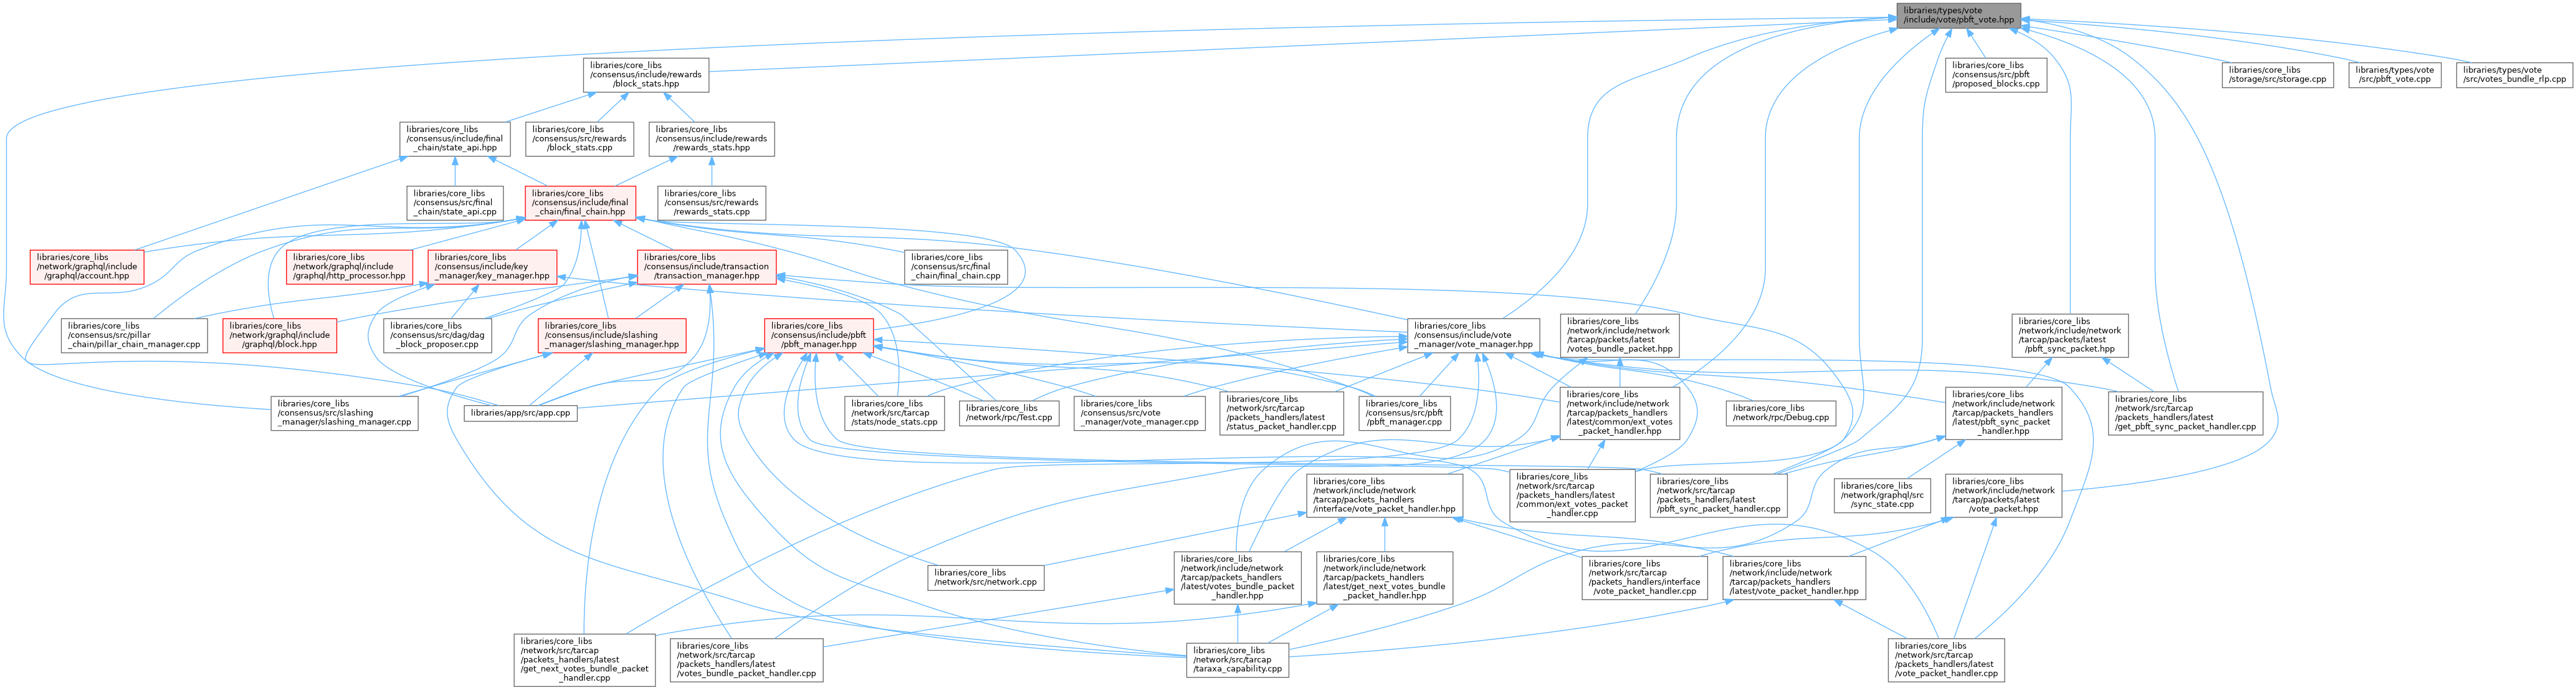 libraries/types/vote
/include/vote/pbft_vote.hpp
libraries/core_libs
/consensus/include/rewards
/block_stats.hpp
libraries/core_libs
/consensus/src/pbft
/proposed_blocks.cpp
libraries/core_libs
/storage/src/storage.cpp
libraries/types/vote
/src/pbft_vote.cpp
libraries/types/vote
/src/votes_bundle_rlp.cpp
libraries/core_libs
/consensus/include/final
_chain/state_api.hpp
libraries/core_libs
/consensus/src/rewards
/block_stats.cpp
libraries/core_libs
/consensus/include/rewards
/rewards_stats.hpp
libraries/core_libs
/consensus/src/final
_chain/state_api.cpp
libraries/core_libs
/consensus/include/final
_chain/final_chain.hpp
libraries/core_libs
/consensus/src/rewards
/rewards_stats.cpp
libraries/core_libs
/network/graphql/include
/graphql/account.hpp
libraries/core_libs
/network/graphql/include
/graphql/http_processor.hpp
libraries/core_libs
/consensus/include/key
_manager/key_manager.hpp
libraries/core_libs
/consensus/include/transaction
/transaction_manager.hpp
libraries/core_libs
/consensus/src/final
_chain/final_chain.cpp
libraries/core_libs
/consensus/src/pillar
_chain/pillar_chain_manager.cpp
libraries/core_libs
/network/graphql/include
/graphql/block.hpp
libraries/core_libs
/consensus/src/dag/dag
_block_proposer.cpp
libraries/core_libs
/consensus/include/slashing
_manager/slashing_manager.hpp
libraries/core_libs
/consensus/include/pbft
/pbft_manager.hpp
libraries/core_libs
/consensus/include/vote
_manager/vote_manager.hpp
libraries/core_libs
/network/include/network
/tarcap/packets/latest
/votes_bundle_packet.hpp
libraries/core_libs
/network/include/network
/tarcap/packets/latest
/pbft_sync_packet.hpp
libraries/core_libs
/consensus/src/slashing
_manager/slashing_manager.cpp
libraries/app/src/app.cpp
libraries/core_libs
/network/src/tarcap
/stats/node_stats.cpp
libraries/core_libs
/network/rpc/Test.cpp
libraries/core_libs
/consensus/src/vote
_manager/vote_manager.cpp
libraries/core_libs
/network/src/tarcap
/packets_handlers/latest
/status_packet_handler.cpp
libraries/core_libs
/consensus/src/pbft
/pbft_manager.cpp
libraries/core_libs
/network/include/network
/tarcap/packets_handlers
/latest/common/ext_votes
_packet_handler.hpp
libraries/core_libs
/network/rpc/Debug.cpp
libraries/core_libs
/network/include/network
/tarcap/packets_handlers
/latest/pbft_sync_packet
_handler.hpp
libraries/core_libs
/network/src/tarcap
/packets_handlers/latest
/get_pbft_sync_packet_handler.cpp
libraries/core_libs
/network/include/network
/tarcap/packets_handlers
/interface/vote_packet_handler.hpp
libraries/core_libs
/network/src/tarcap
/packets_handlers/latest
/common/ext_votes_packet
_handler.cpp
libraries/core_libs
/network/src/tarcap
/packets_handlers/latest
/pbft_sync_packet_handler.cpp
libraries/core_libs
/network/graphql/src
/sync_state.cpp
libraries/core_libs
/network/include/network
/tarcap/packets/latest
/vote_packet.hpp
libraries/core_libs
/network/src/network.cpp
libraries/core_libs
/network/include/network
/tarcap/packets_handlers
/latest/votes_bundle_packet
_handler.hpp
libraries/core_libs
/network/include/network
/tarcap/packets_handlers
/latest/get_next_votes_bundle
_packet_handler.hpp
libraries/core_libs
/network/src/tarcap
/packets_handlers/interface
/vote_packet_handler.cpp
libraries/core_libs
/network/include/network
/tarcap/packets_handlers
/latest/vote_packet_handler.hpp
libraries/core_libs
/network/src/tarcap
/packets_handlers/latest
/get_next_votes_bundle_packet
_handler.cpp
libraries/core_libs
/network/src/tarcap
/packets_handlers/latest
/votes_bundle_packet_handler.cpp
libraries/core_libs
/network/src/tarcap
/taraxa_capability.cpp
libraries/core_libs
/network/src/tarcap
/packets_handlers/latest
/vote_packet_handler.cpp